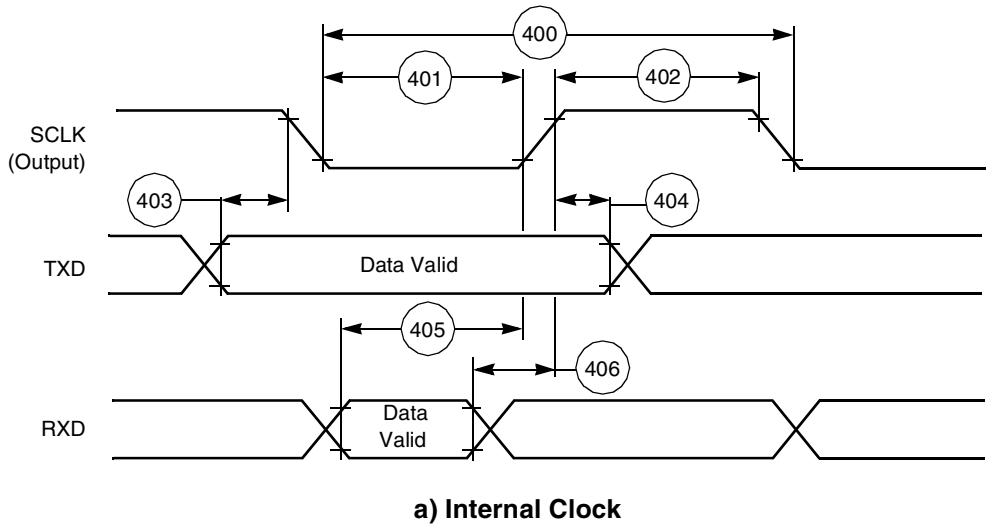 400
401
402
SCLK
(Output)
403
404
TXD
Data Valid
405
406
RXD
Data
Valid
a) Internal Clock